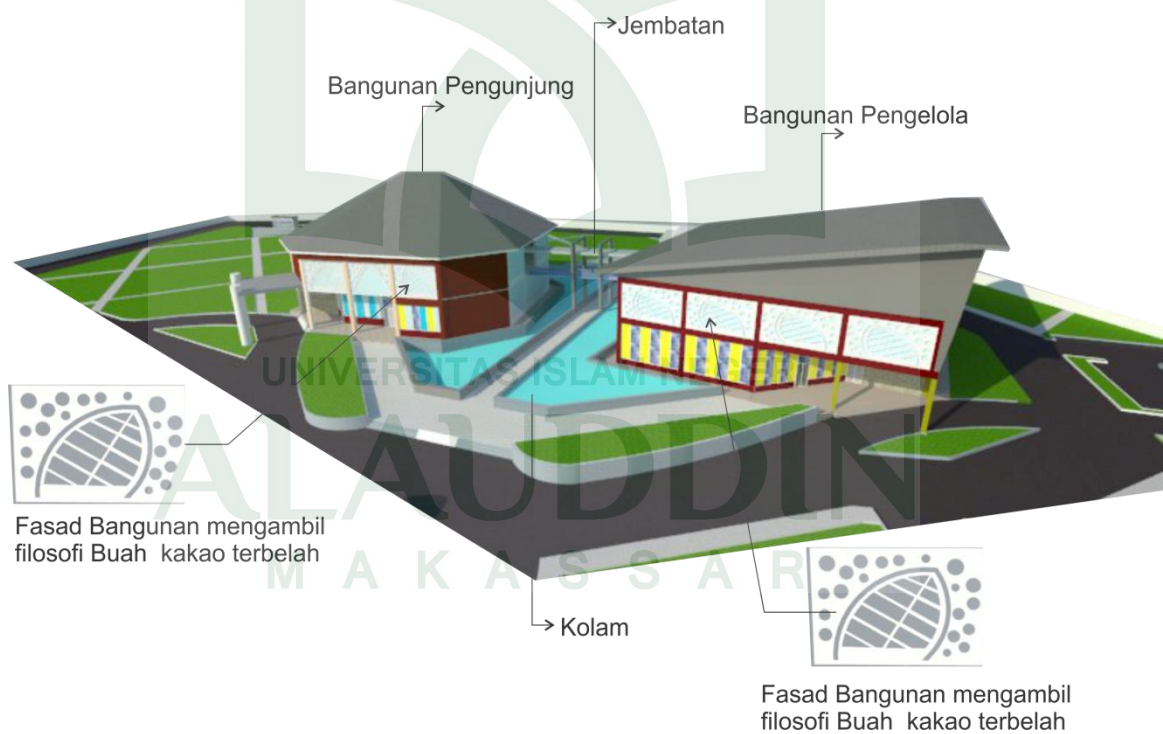 Jembatan
Bangunan Pengunjung
Bangunan Pengelola
UNIVERSITAS ISLAM NEGERI
ALAUDDIN
MAKASSAR
Fasad Bangunan mengambil
filosofi Buah kakao terbelah
Kolam
Fasad Bangunan mengambil
filosofi Buah kakao terbelah